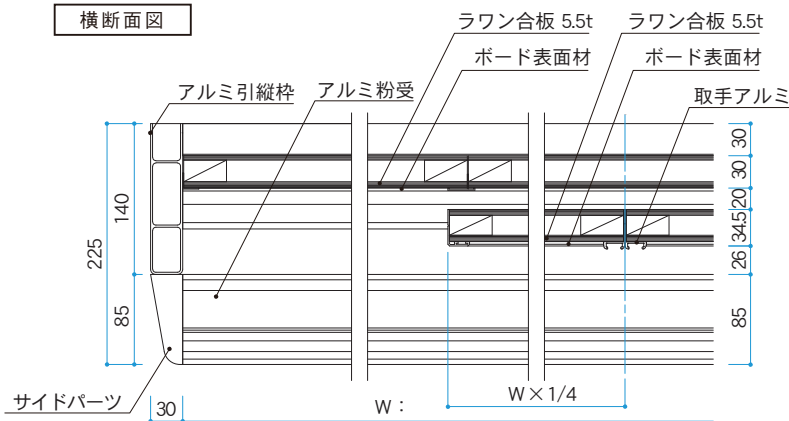 横断面図
ラワン合板 5.5t
ラワン合板 5.5t
ボード表面材
ボード表面材
アルミ引縦枠
アルミ粉受
取手アルミ
30
30
20
34.5
26
85
140
225
85
サイドパーツ
30
W：
W×1/4